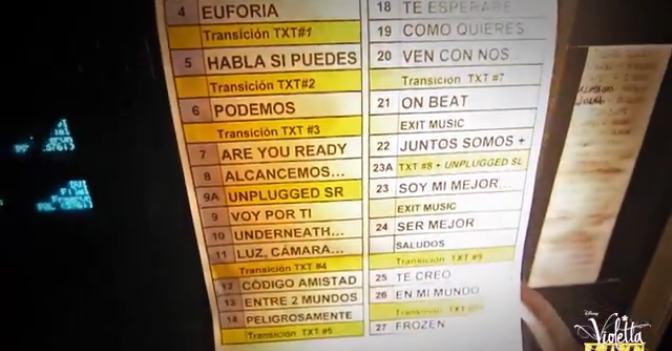 4 EUFORIA
Transición TXT#1
5 HABLA SI PUEDES
Transición TXT#2
6 PODEMOS
Transición TXT #3
7 ARE YOU READY
8 ALCANCEMOS...
9A UNPLUGGED SR
9 VOY POR TI
10 UNDERNEATH...
11 LUZ, CÁMARA...
Transición TXT #4
12 CÓDIGO AMISTAD
13 ENTRE 2 MUNDOS
14 PELIGROSAMENTE
Transición TXT #5
18 TE ESPERARÉ
19 COMO QUIERES
20 VEN CON NOS..
Transición TXT #7
21 ON BEAT
EXIT MUSIC
22 JUNTOS SOMOS +
23A TXT #8 + UNPLUGGED SL
23 SOY MI MEJOR...
EXIT MUSIC
24 SER MEJOR
SALUDOS
Transición TXT #9
25 TE CREO
26 EN MI MUNDO
Transición TXT
27 FROZEN
Disney
Violetta